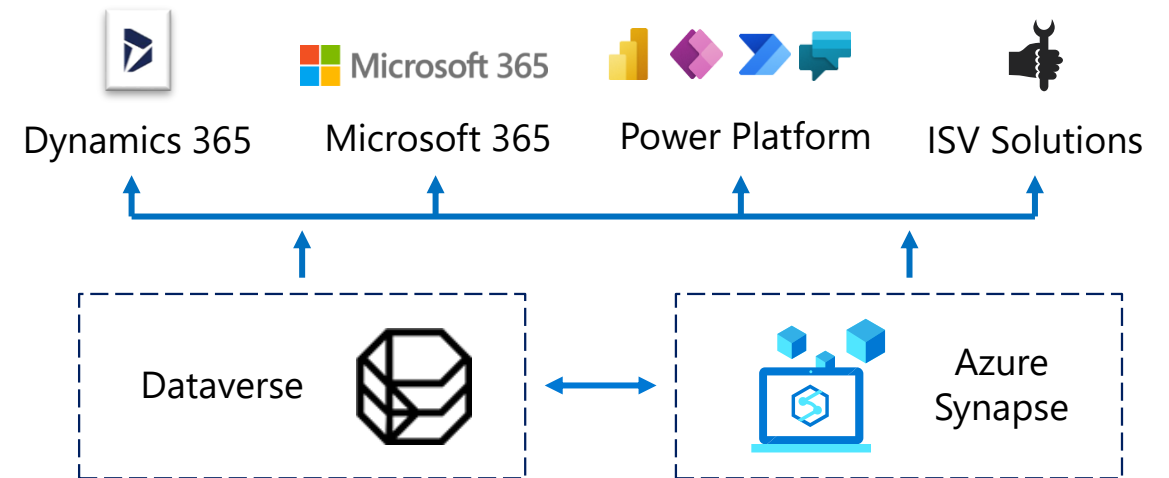 Microsoft 365
Dynamics 365
Microsoft 365
Power Platform
ISV Solutions
Dataverse
Azure
Synapse